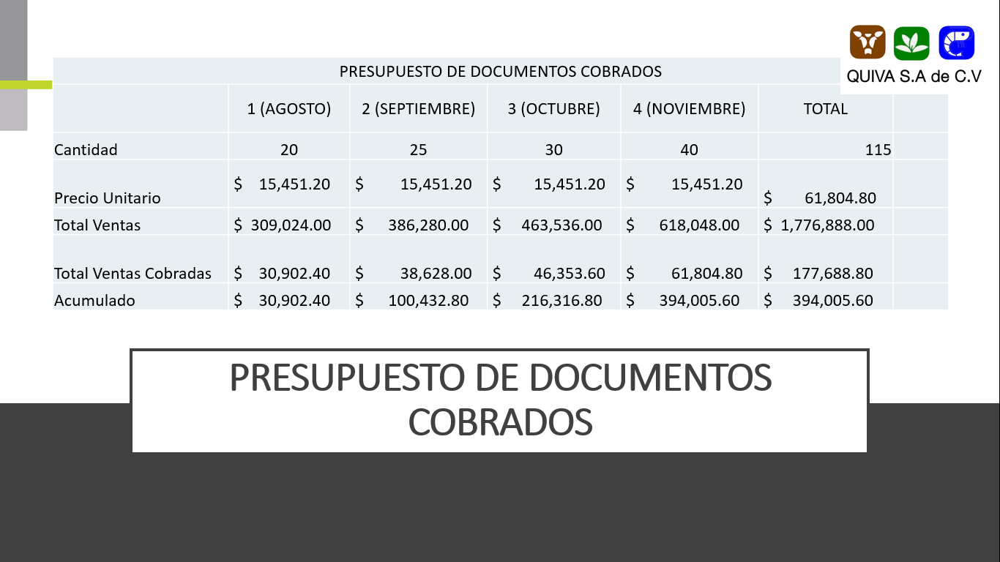 QUIVA S.A de C.V
PRESUPUESTO DE DOCUMENTOS COBRADOS
1 (AGOSTO) 2 (SEPTIEMBRE) 3 (OCTUBRE) 4 (NOVIEMBRE) TOTAL
Cantidad 20 25 30 40 115
Precio Unitario $ 15,451.20 $ 15,451.20 $ 15,451.20 $ 15,451.20 $ 61,804.80
Total Ventas $ 309,024.00 $ 386,280.00 $ 463,536.00 $ 618,048.00 $ 1,776,888.00
Total Ventas Cobradas $ 30,902.40 $ 38,628.00 $ 46,353.60 $ 61,804.80 $ 177,688.80
Acumulado $ 30,902.40 $ 100,432.80 $ 216,316.80 $ 394,005.60 $ 394,005.60
PRESUPUESTO DE DOCUMENTOS
COBRADOS